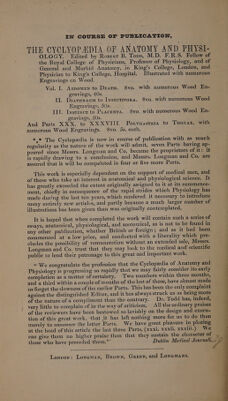 IN COURSE OF PUBLICATION,
THE CYCLOPÆDIA OF ANATOMY AND PHYSI-
OLOGY. Edited by ROBERT B. TODD, M.D. F.R.S. Fellow of
the Royal College of Physicians, Professor of Physiology, and of
General and Morbid Anatomy, in King's College, London, and
Physician to King's College, Hospital. Illustrated with numerous
Engravings on Wood.
Vol. I. ABDOMEN TO DEATH. 8vo. with numerous Wood En-
gravings, 40s.
II. DIAPHRAGM TO INSECTIVORA. 8vo. with numerous Wood
Engravings, 50s.
III. INSTINCT TO PLACENTA. 8vo. with numerous Wood En-
gravings, 50s.
And Parts XXX. to XXXVIII. POLYGASTRIA to THORAX, with
numerous Wood Engravings. 8vo. 5s. each.
*** The Cyclopædia is now in course of publication with as much
regularity as the nature of the work will admit, seven Parts having ap-
peared since Messrs. Longman and Co. became the proprietors of it: it
is rapidly drawing to a conclusion, and Messrs. Longman and Co. are
assured that it will be completed in four or five more Parts.
This work is especially dependent on the support of medical men, and
of those who take an interest in anatomical and physiological science. It
has greatly exceeded the extent originally assigned to it at its commence-
ment, chiefly in consequence of the rapid strides which Physiology has
made during the last ten years, which rendered it necessary to introduce
many entirely new articles, and partly because a much larger number of
illustrations has been given than was originally contemplated.
It is hoped that when completed the work will contain such a series of
essays, anatomical, physiological, and zootomical, as is not to be found in
any other publication, whether British or foreign; and as it had been
commenced at a low price, and conducted with a liberality which pre-
cludes the possibility of remuneration without an extended sale, Messrs.
Longman and Co. trust that they may look to the medical and scientific
public to lend their patronage to this great and important work.
" We congratulate the profession that the Cyclopædia of Anatomy and
Physiology is progressing so rapidly that we may fairly consider its early
completion as a matter of certainty. Two numbers within three months,
and a third within a couple of months of the last of these, have almost made
us forget the slowness of the earlier Parts. This has been the only complaint
against the distinguished Editor, and it has always struck us as being more
of the nature of a compliment than the contrary. Dr. Todd has, indeed,
very little to complain of in the way of criticism. All the ordinary praises
of the reviewers have been bestowed so lavishly on the design and execu-
tion of this great work, that it has left nothing more for us to do than
merely to announce the latter Parts. We have great pleasure in placing
at the head of this article the last three Parts, (xxxi. xxxii. xxxiii.) We
can give them no higher praise than that they sustain the character of
those who have preceded them." Dublin Medical Journal.
LONDON: LONGMAN, BROWN, GREEN, and LONGMANS.